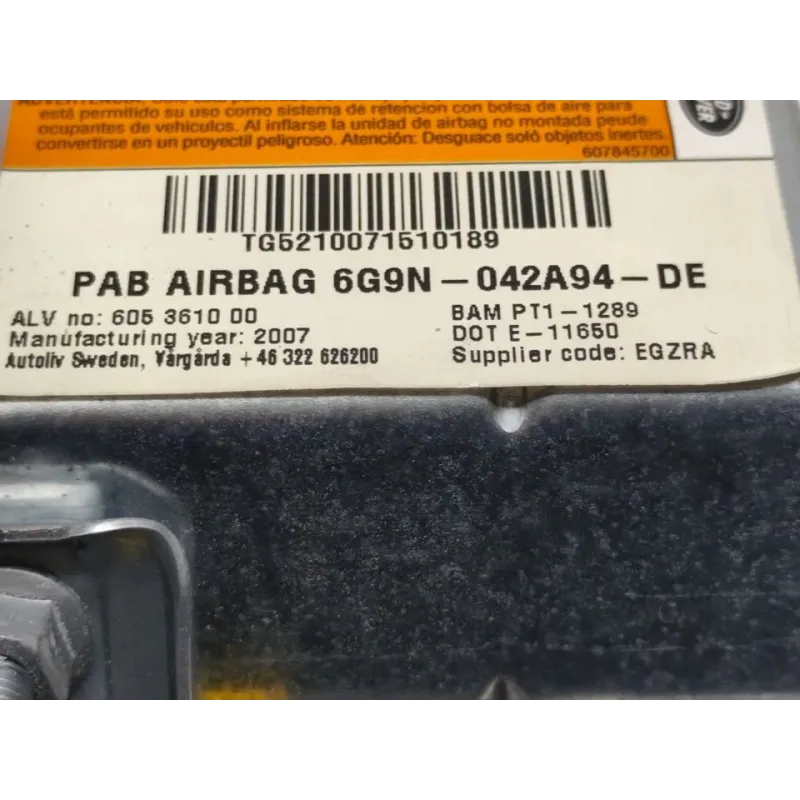 está permitido su uso como sistema de retencion con bolsa de aire para
ocupantes de vehiculos. Al inflarse la unidad de airbag no montada peude
convertirse en un proyectil peligroso. Atención: Desguace soló objetos inertes.
607845700
TG5210071510189
PAB AIRBAG 6G9N-042A94-DE
ALV no: 605 3610 00
BAM PT1-1289
Manufacturing year: 2007
DOT E-11650
Autoliv Sweden, Vårgårda +46 322 626200
Supplier code: EGZRA